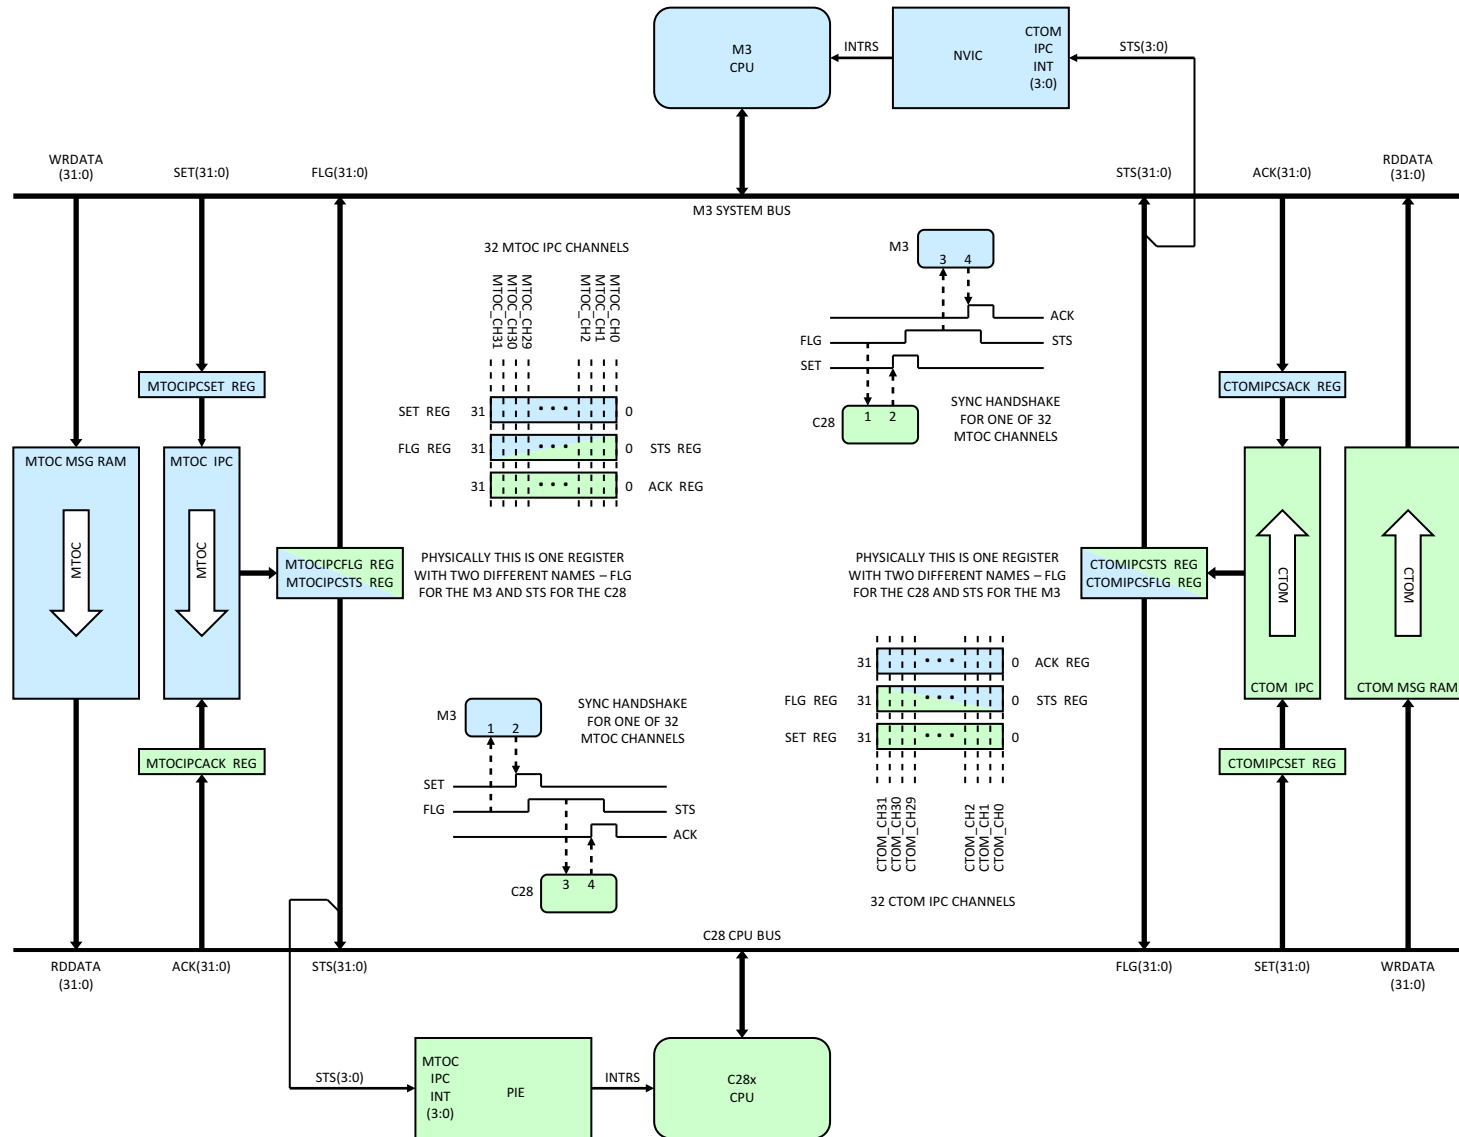 M3
CPU
INTRS
NVIC
CTOM
IPC
INT
(3:0)
STS(3:0)
WRDATA
(31:0)
SET(31:0)
FLG(31:0)
STS(31:0)
ACK(31:0)
RDDATA
(31:0)
M3 SYSTEM BUS
32 MTOC IPC CHANNELS
MTOC_CH31
MTOC_CH30
MTOC_CH29
MTOC_CH2
MTOC_CH1
MTOC_CH0
SET REG 31 • • • 0
FLG REG 31 • • • 0 STS REG
31 • • • 0 ACK REG
M3
3 4
ACK
FLG STS
SET
C28
1 2
SYNC HANDSHAKE
FOR ONE OF 32
MTOC CHANNELS
MTOCIPCSET REG
CTOMIPCSACK REG
MTOC MSG RAM
MTOC
MTOC IPC
MTOC
MTOCIPCFLG REG
MTOCIPCSTS REG
PHYSICALLY THIS IS ONE REGISTER
WITH TWO DIFFERENT NAMES – FLG
FOR THE M3 AND STS FOR THE C28
PHYSICALLY THIS IS ONE REGISTER
WITH TWO DIFFERENT NAMES – FLG
FOR THE C28 AND STS FOR THE M3
CTOMIPCSTS REG
CTOMIPCSFLG REG
CTOM
CTOM IPC
CTOM
CTOM MSG RAM
MTOCIPCACK REG
CTOMIPCSET REG
M3
1 2
SYNC HANDSHAKE
FOR ONE OF 32
MTOC CHANNELS
SET
FLG STS
ACK
C28
3 4
31 • • • 0 ACK REG
FLG REG 31 • • • 0 STS REG
SET REG 31 • • • 0
CTOM_CH31
CTOM_CH30
CTOM_CH29
CTOM_CH2
CTOM_CH1
CTOM_CH0
32 CTOM IPC CHANNELS
C28 CPU BUS
RDDATA
(31:0)
ACK(31:0)
STS(31:0)
FLG(31:0)
SET(31:0)
WRDATA
(31:0)
STS(3:0)
MTOC
IPC
INT
(3:0)
PIE
INTRS
C28x
CPU